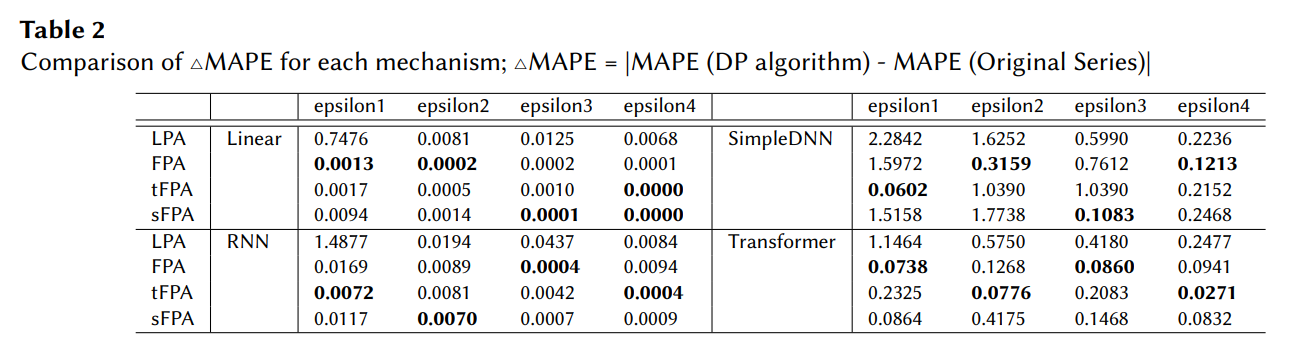 Table 2
Comparison of △MAPE for each mechanism; △MAPE = |MAPE (DP algorithm) - MAPE (Original Series)|
epsilon1 epsilon2 epsilon3 epsilon4 epsilon1 epsilon2 epsilon3 epsilon4
LPA Linear 0.7476 0.0081 0.0125 0.0068 SimpleDNN 2.2842 1.6252 0.5990 0.2236
FPA 0.0013 0.0002 0.0002 0.0001 1.5972 0.3159 0.7612 0.1213
tFPA 0.0017 0.0005 0.0010 0.0000 0.0602 1.0390 1.0390 0.2152
sFPA 0.0094 0.0014 0.0001 0.0000 1.5158 1.7738 0.1083 0.2468
LPA RNN 1.4877 0.0194 0.0437 0.0084 Transformer 1.1464 0.5750 0.4180 0.2477
FPA 0.0169 0.0089 0.0004 0.0094 0.0738 0.1268 0.0860 0.0941
tFPA 0.0072 0.0081 0.0042 0.0004 0.2325 0.0776 0.2083 0.0271
sFPA 0.0117 0.0070 0.0007 0.0009 0.0864 0.4175 0.1468 0.0832